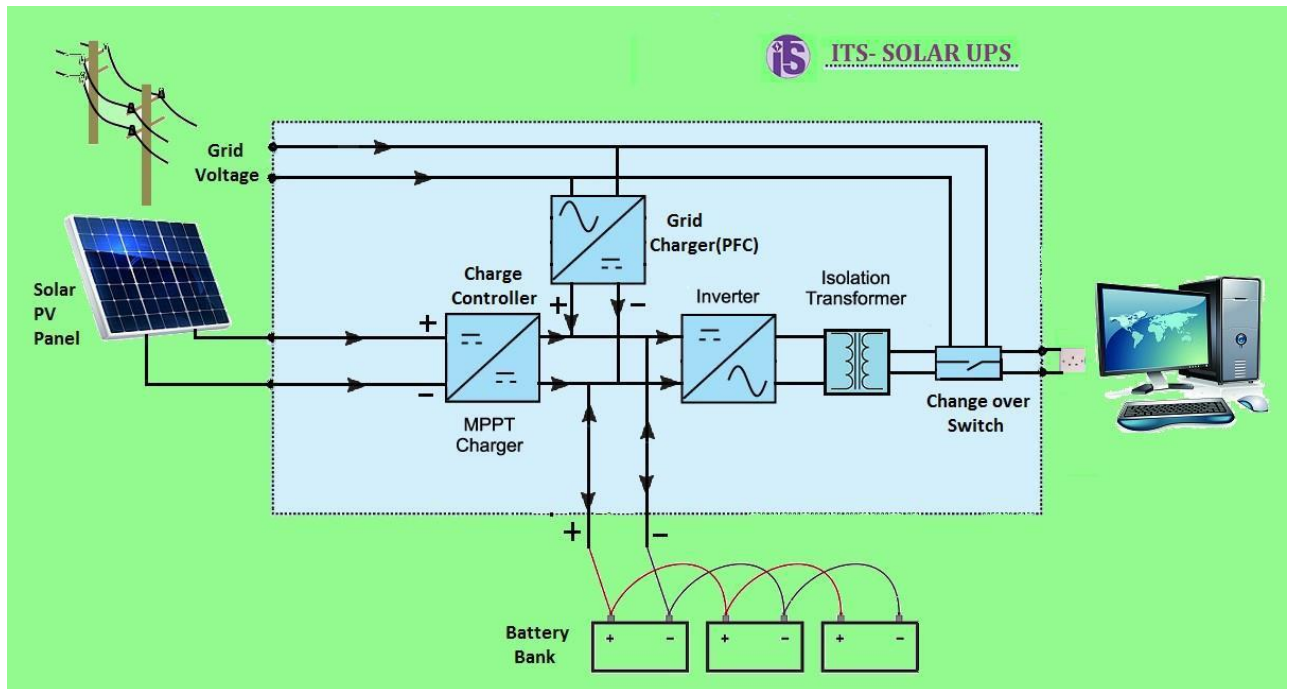 iTS
ITS- SOLAR UPS
Grid
Voltage
Grid
Charger(PFC)
Solar
PV
Panel
Charge
Controller
+
−
MPPT
Charger
+
−
Inverter
Isolation
Transformer
Change over
Switch
+
−
Battery
Bank
+ −
+ −
+ −